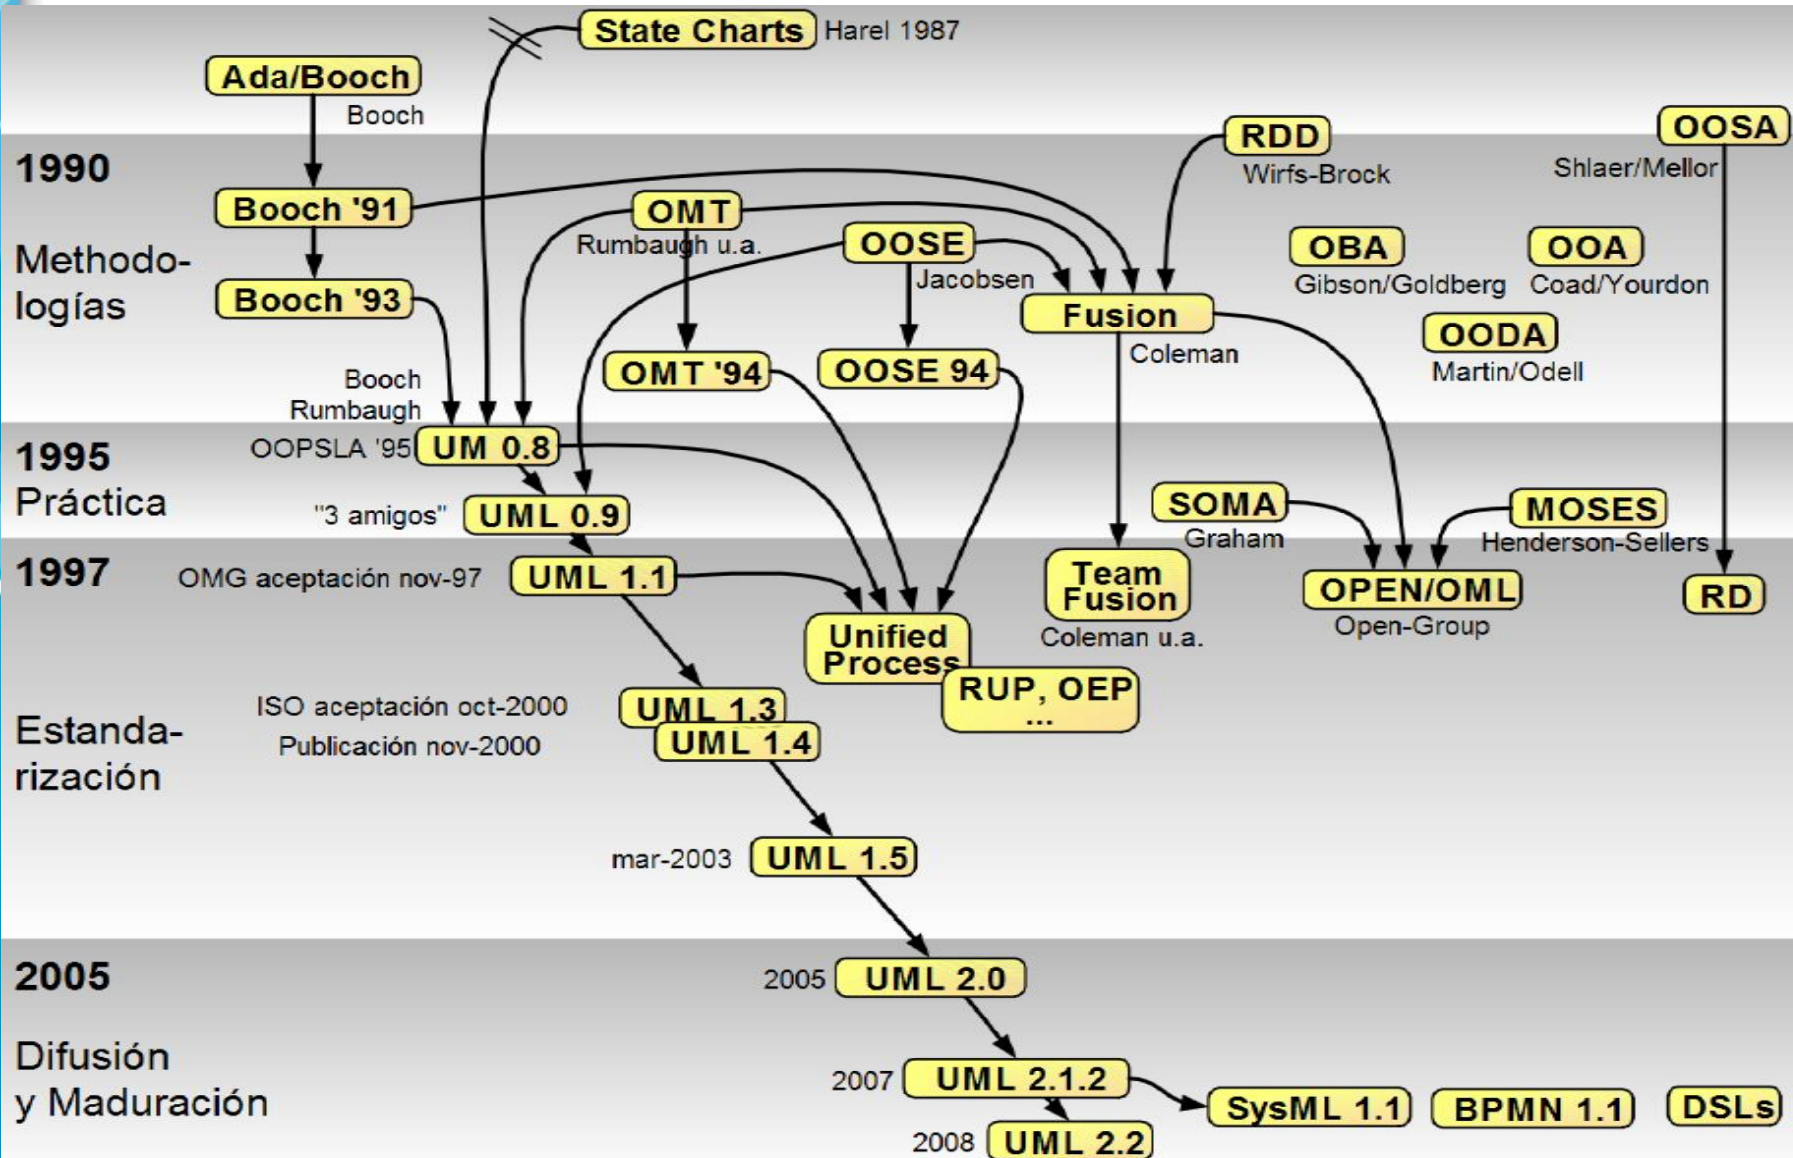 State Charts Harel 1987
Ada/Booch
Booch
RDD
OOSA
1990
Wirfs-Brock
Shlaer/Mellor
Booch '91
OMT
Rumbaugh u.a.
OOSE
OBA
OOA
Methodo-
logías
Jacobsen
Gibson/Goldberg
Coad/Yourdon
Booch '93
Fusion
Coleman
OODA
Martin/Odell
OMT '94
OOSE 94
Booch
Rumbaugh
1995
OOPSLA '95
UM 0.8
Práctica
"3 amigos"
UML 0.9
SOMA
Graham
MOSES
Henderson-Sellers
1997
OMG aceptación nov-97
UML 1.1
Team
Fusion
Coleman u.a.
OPEN/OML
Open-Group
RD
Unified
Process
RUP, OEP
...
ISO aceptación oct-2000
UML 1.3
Estanda-
rización
Publicación nov-2000
UML 1.4
mar-2003
UML 1.5
2005
2005
UML 2.0
Difusión
y Maduración
2007
UML 2.1.2
SysML 1.1
BPMN 1.1
DSLs
2008
UML 2.2